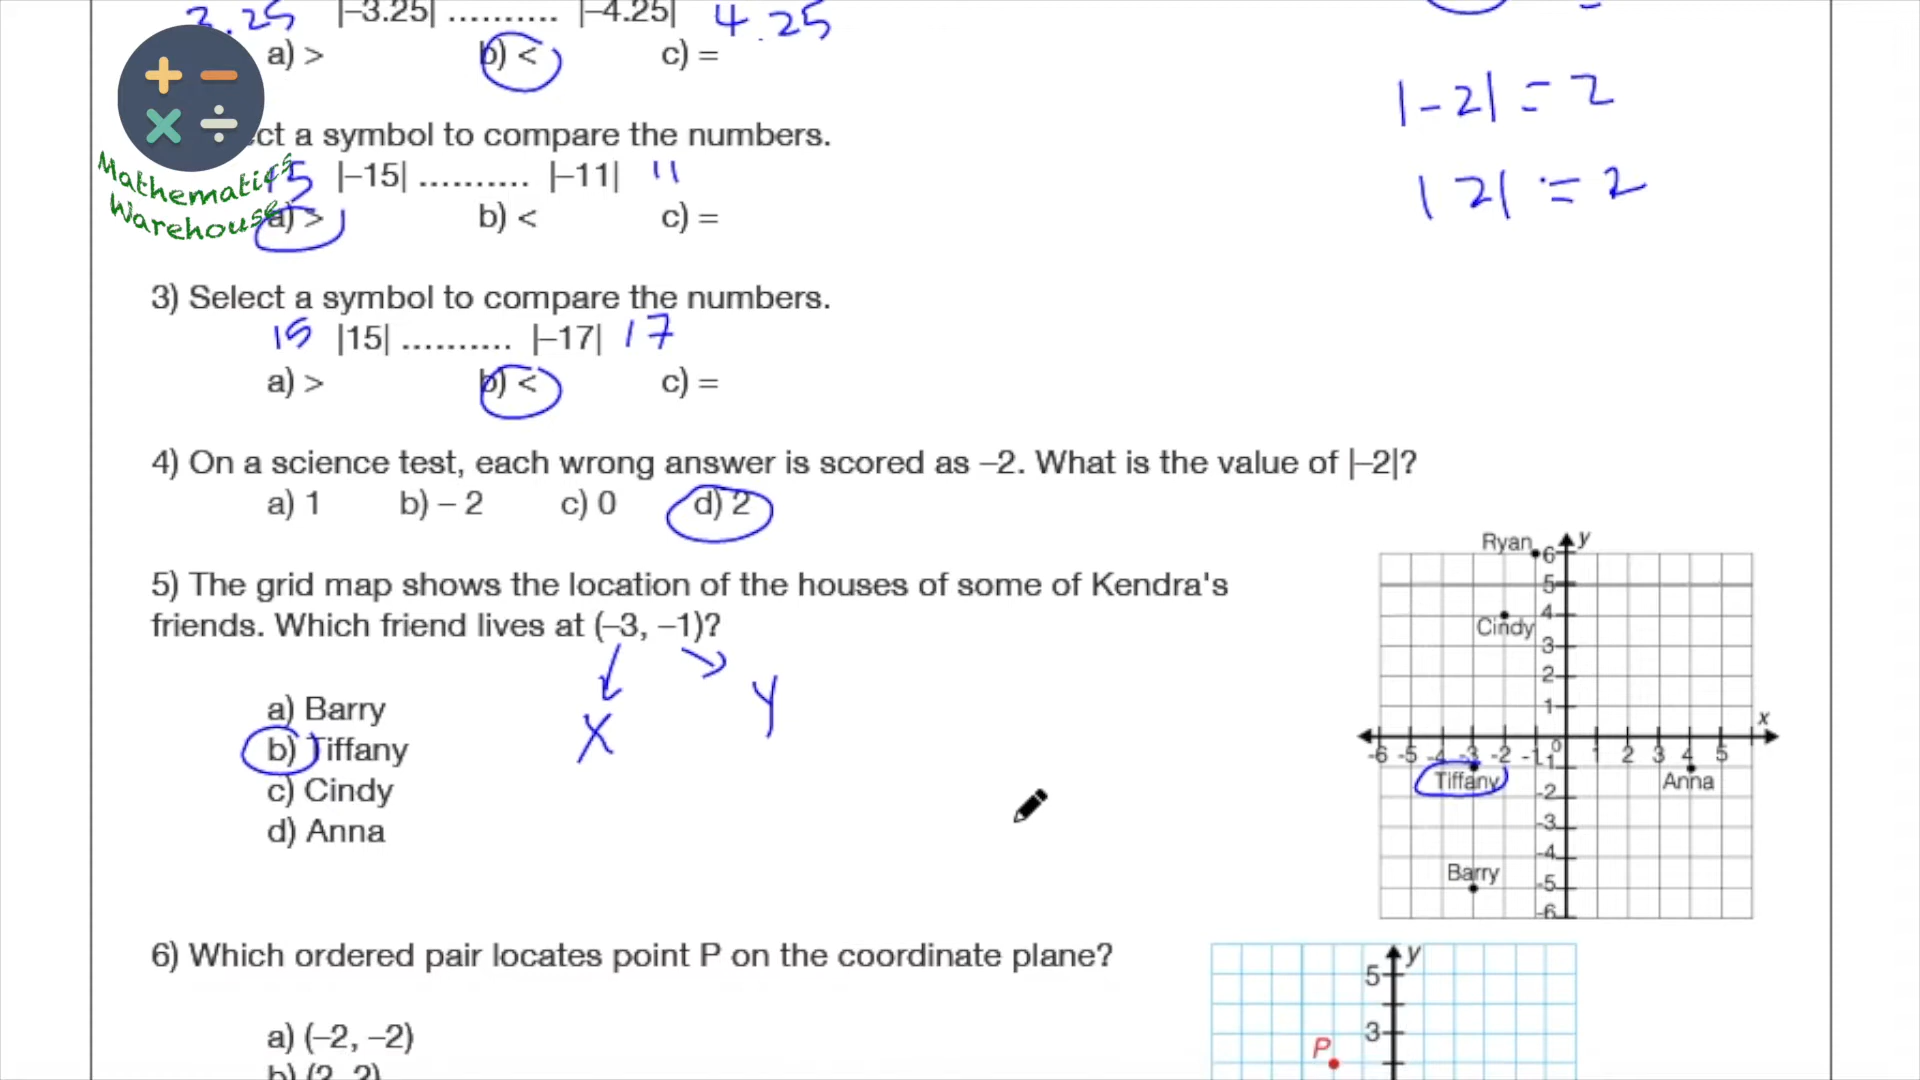 3.25 |–3.25| .......... |–4.25| 4.25
a) > b) < c) =
|-2| = 2
Mathematics
Warehouse
ct a symbol to compare the numbers.
15 |–15| .......... |–11| 11
|2| = 2
a) > b) < c) =
3) Select a symbol to compare the numbers.
15 |15| .......... |–17| 17
a) > b) < c) =
4) On a science test, each wrong answer is scored as –2. What is the value of |–2|?
a) 1 b) – 2 c) 0 d) 2
5) The grid map shows the location of the houses of some of Kendra's
friends. Which friend lives at (–3, –1)?
X Y
a) Barry
b) Tiffany
c) Cindy
d) Anna
Ryan 6 y
5
4
Cindy
3
2
1
x
-6 -5 -4 -3 -2 -1 0 1 2 3 4 5
-1
Tiffany Anna
-2
-3
-4
Barry
-5
-6
6) Which ordered pair locates point P on the coordinate plane?
a) (–2, –2)
y
5
3
P